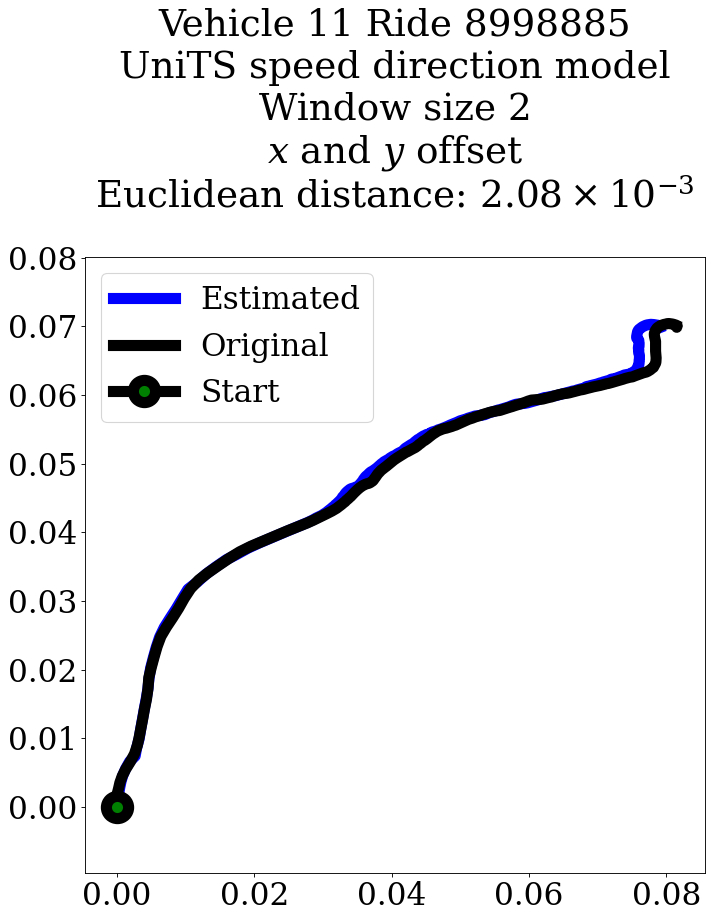 Vehicle 11 Ride 8998885
UniTS speed direction model
Window size 2
x and y offset
Euclidean distance: 2.08 × 10⁻³
0.08
0.07
0.06
0.05
0.04
0.03
0.02
0.01
0.00
Estimated
Original
Start
0.00 0.02 0.04 0.06 0.08